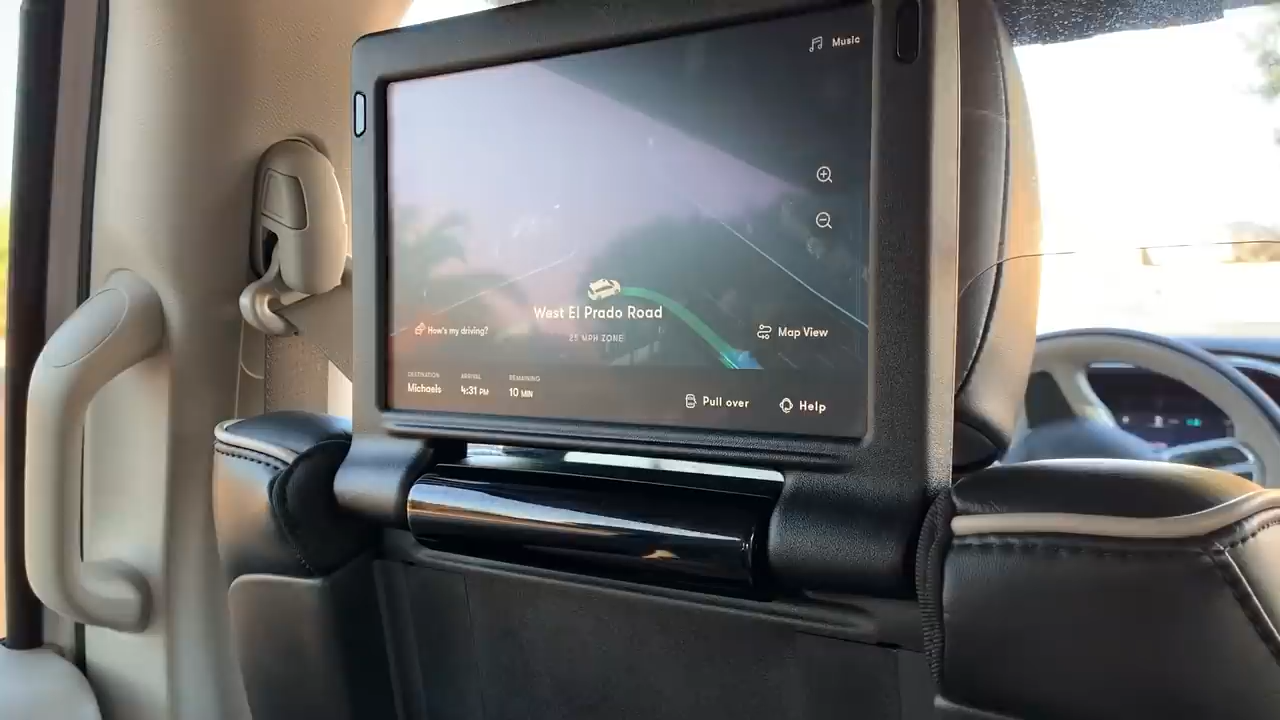 Music
West El Prado Road
25 MPH ZONE
How's my driving?
Map View
DESTINATION
Michaels
ARRIVAL
4:31 PM
REMAINING
10 MIN
Pull over
Help